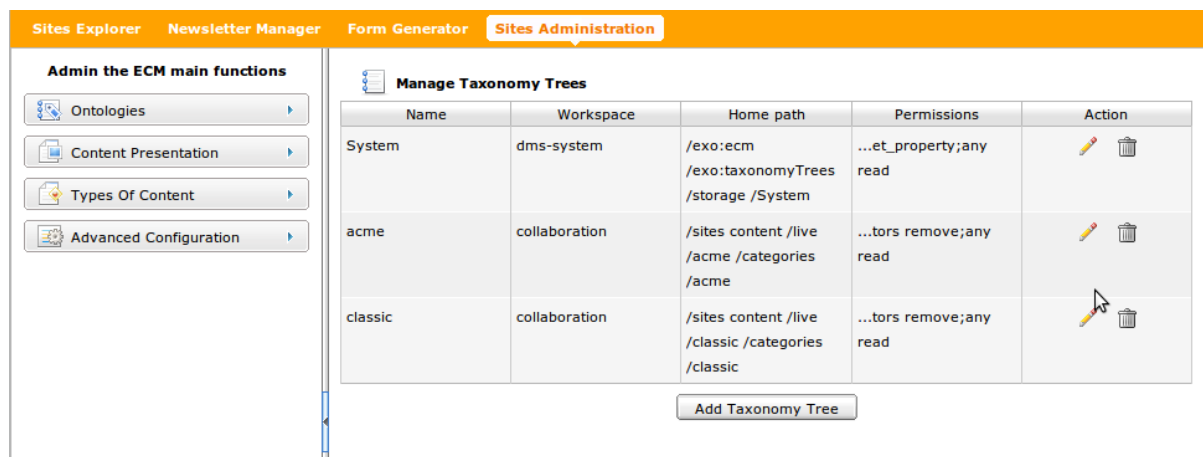 Sites Explorer Newsletter Manager Form Generator Sites Administration
Admin the ECM main functions
Ontologies
Content Presentation
Types Of Content
Advanced Configuration
Manage Taxonomy Trees
Name Workspace Home path Permissions Action
System dms-system /exo:ecm ...et_property;any
/exo:taxonomyTrees read
/storage /System
acme collaboration /sites content /live ...tors remove;any
/acme /categories read
/acme
classic collaboration /sites content /live ...tors remove;any
/classic /categories read
/classic
Add Taxonomy Tree